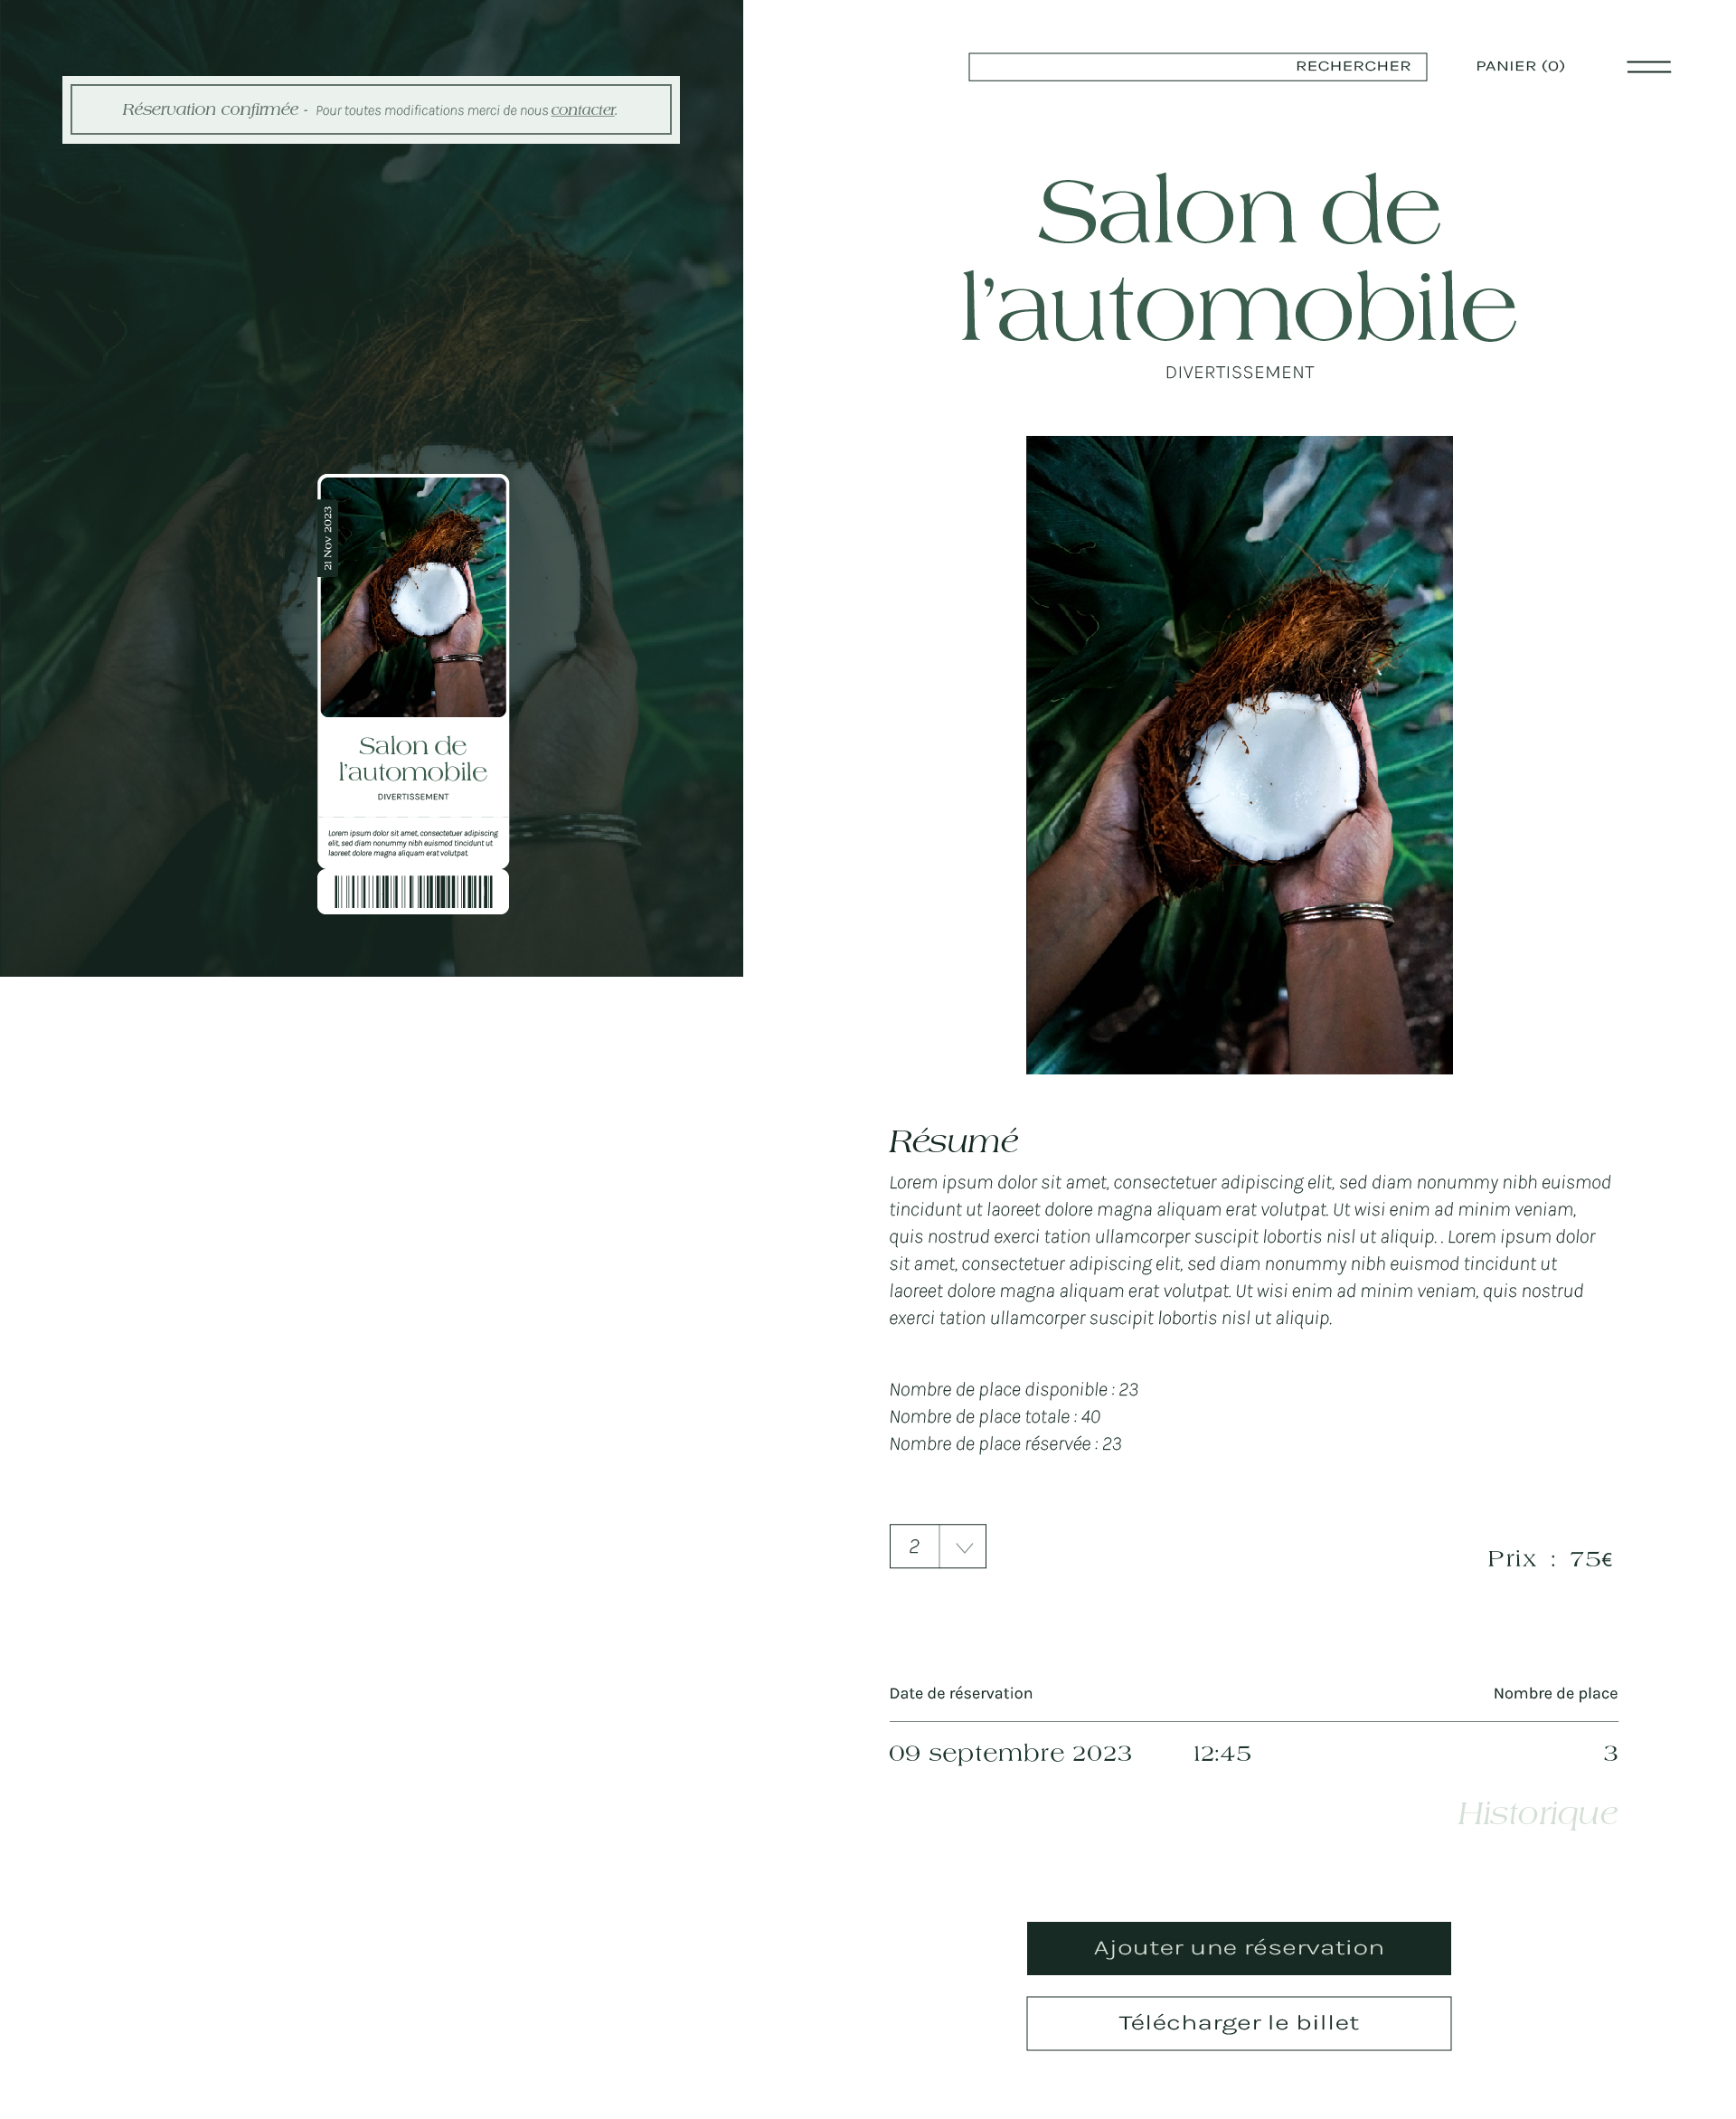 Réservation confirmée - Pour toutes modifications merci de nous contacter.
RECHERCHER
PANIER (0)
Salon de
l'automobile
DIVERTISSEMENT
21 Nov 2023
Salon de
l'automobile
DIVERTISSEMENT
Lorem ipsum dolor sit amet, consectetuer adipiscing
elit, sed diam nonummy nibh euismod tincidunt ut
laoreet dolore magna aliquam erat volutpat.
Résumé
Lorem ipsum dolor sit amet, consectetuer adipiscing elit, sed diam nonummy nibh euismod
tincidunt ut laoreet dolore magna aliquam erat volutpat. Ut wisi enim ad minim veniam,
quis nostrud exerci tation ullamcorper suscipit lobortis nisl ut aliquip. . Lorem ipsum dolor
sit amet, consectetuer adipiscing elit, sed diam nonummy nibh euismod tincidunt ut
laoreet dolore magna aliquam erat volutpat. Ut wisi enim ad minim veniam, quis nostrud
exerci tation ullamcorper suscipit lobortis nisl ut aliquip.
Nombre de place disponible : 23
Nombre de place totale : 40
Nombre de place réservée : 23
2
Prix : 75€
Date de réservation
Nombre de place
09 septembre 2023
12:45
3
Historique
Ajouter une réservation
Télécharger le billet